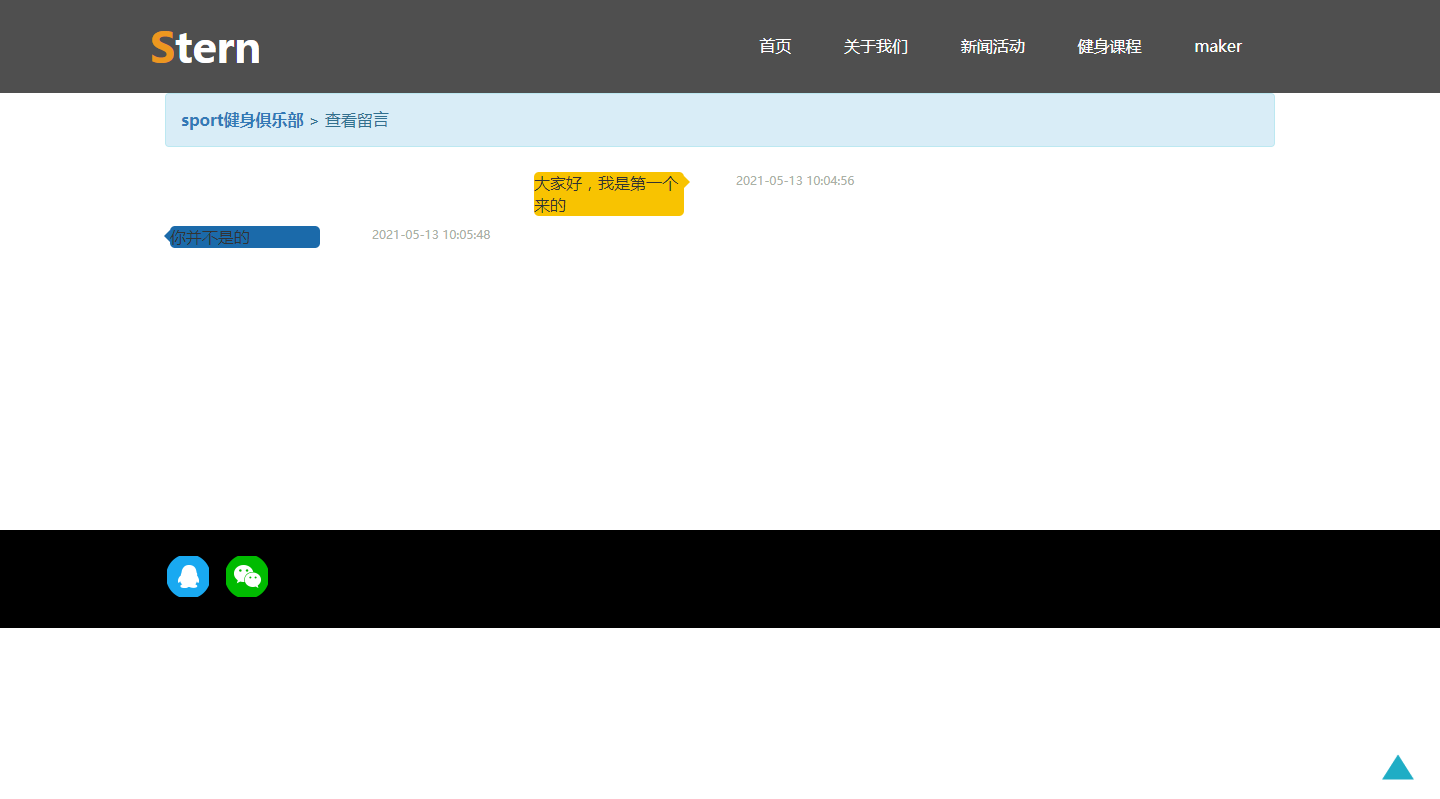 Stern
首页
关于我们
新闻活动
健身课程
maker
sport健身俱乐部 > 查看留言
大家好，我是第一个
来的
2021-05-13 10:04:56
你并不是的
2021-05-13 10:05:48